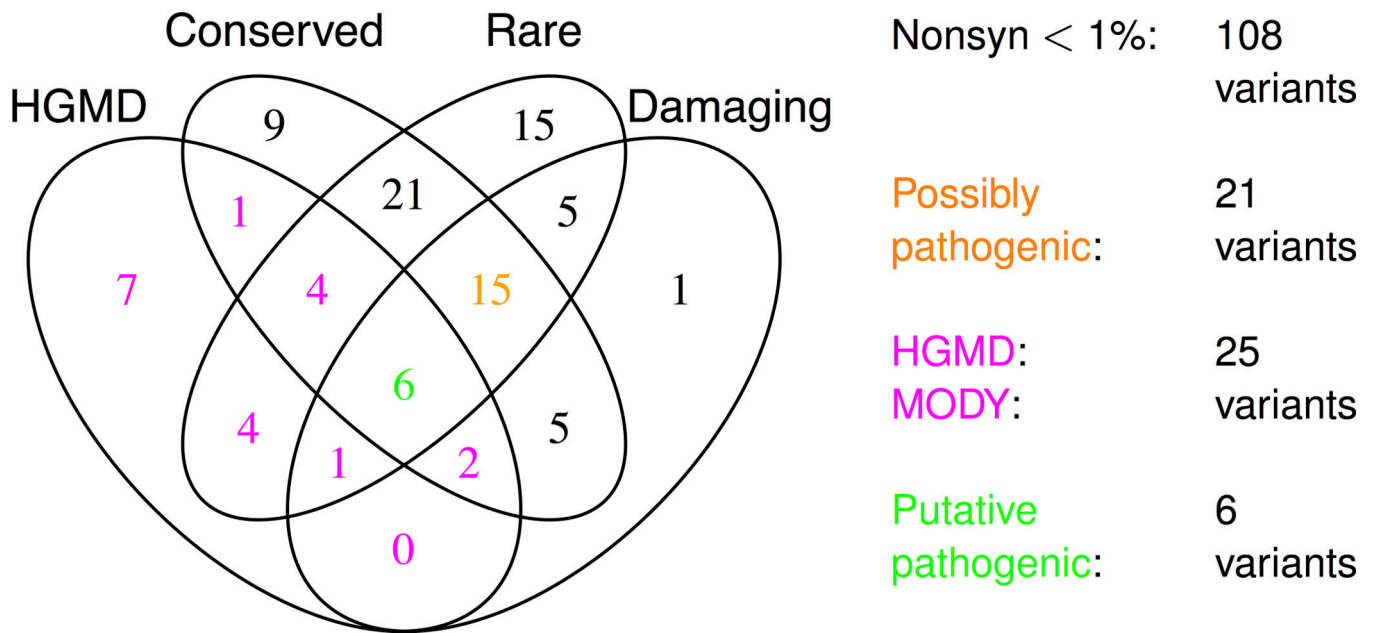 Conserved Rare
HGMD Damaging
9 15
21
1 5
7 4 15 1
6
4 5
1 2
0
Nonsyn < 1%: 108
variants
Possibly 21
pathogenic: variants
HGMD: 25
MODY: variants
Putative 6
pathogenic: variants